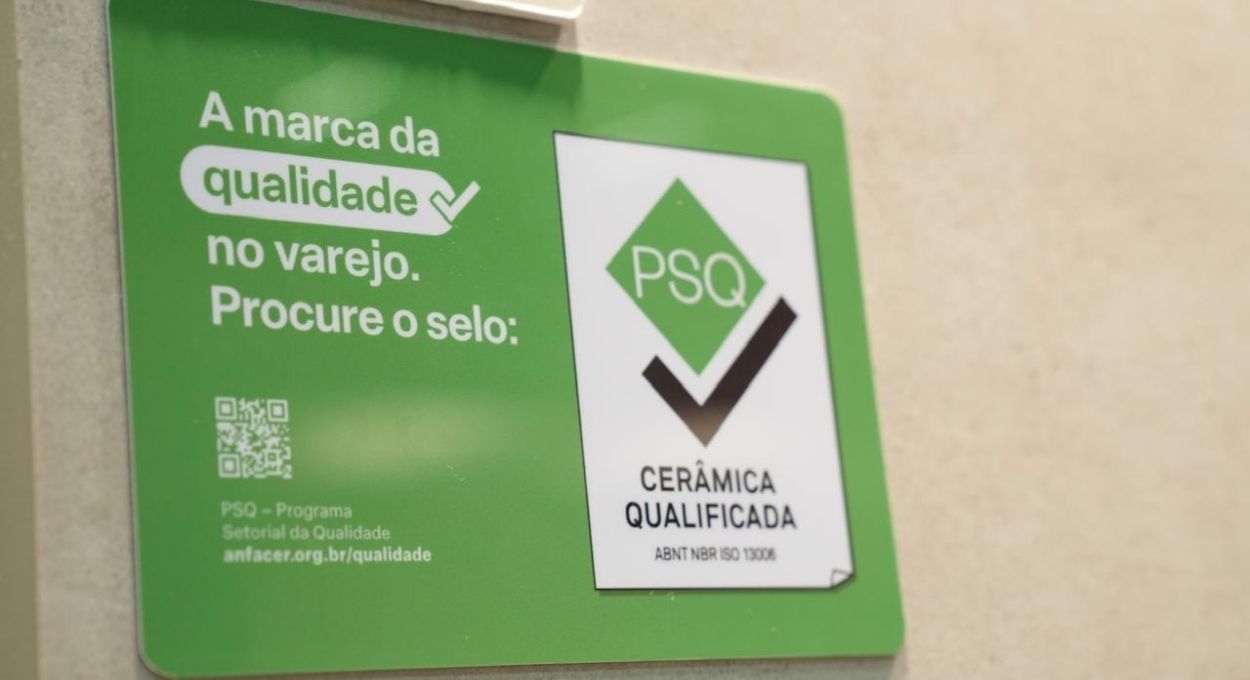 A marca da
qualidade
no varejo.
Procure o selo:
PSQ – Programa
Setorial da Qualidade
anfacer.org.br/qualidade
PSQ
CERÂMICA
QUALIFICADA
ABNT NBR ISO 13006